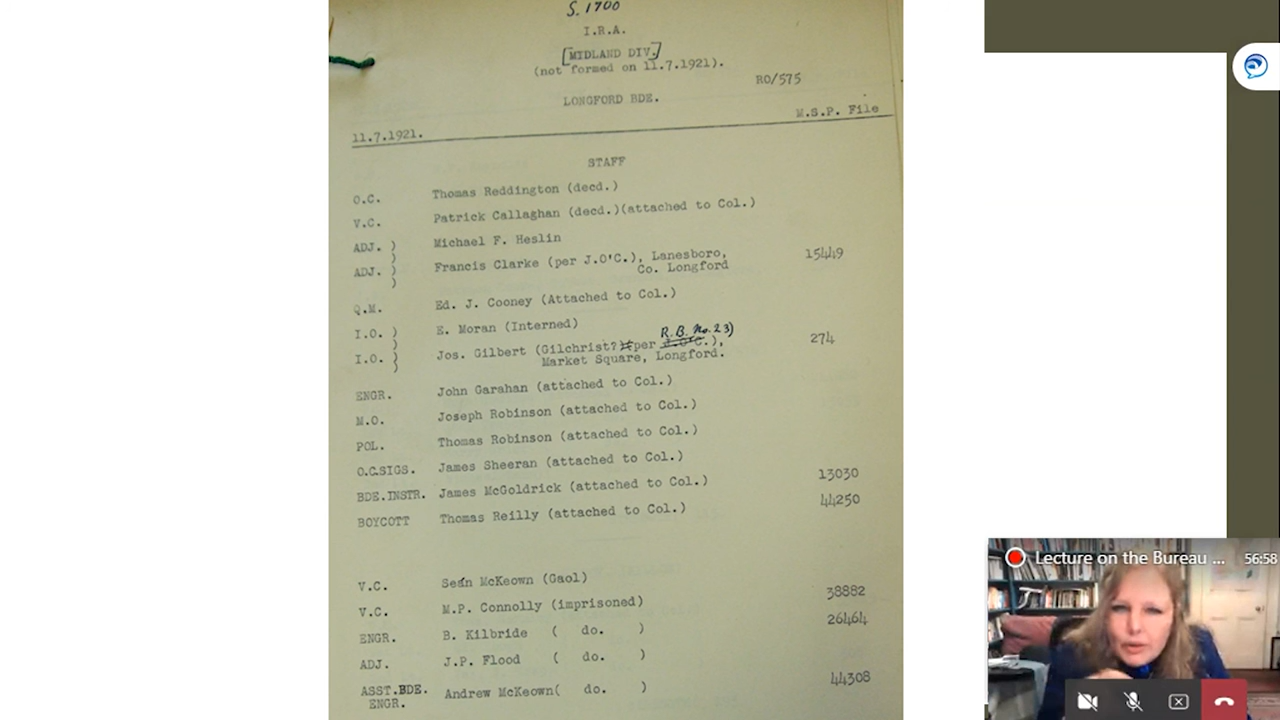 S. 1700
I.R.A.
[MIDLAND DIV.]
(not formed on 11.7.1921).
RO/575
LONGFORD BDE.
M.S.P. File
11.7.1921.
STAFF
O.C. Thomas Reddington (decd.)
V.C. Patrick Callaghan (decd.)(attached to Col.)
ADJ. ) Michael F. Heslin
)
ADJ. ) Francis Clarke (per J.O'C.), Lanesboro, 15449
) Co. Longford
Q.M. Ed. J. Cooney (Attached to Col.)
I.O. ) E. Moran (Interned)
) R.B. No. 23)
I.O. ) Jos. Gilbert (Gilchrist? per J.O'C.), 274
) Market Square, Longford.
ENGR. John Garahan (attached to Col.)
M.O. Joseph Robinson (attached to Col.)
POL. Thomas Robinson (attached to Col.)
O.C.SIGS. James Sheeran (attached to Col.)
BDE.INSTR. James McGoldrick (attached to Col.) 13030
BOYCOTT Thomas Reilly (attached to Col.) 44250
V.C. Seán McKeown (Gaol)
V.C. M.P. Connolly (imprisoned) 38882
ENGR. B. Kilbride ( do. ) 26464
ADJ. J.P. Flood ( do. )
ASST.BDE. Andrew McKeown( do. ) 44308
ENGR.
Lecture on the Bureau ... 56:58